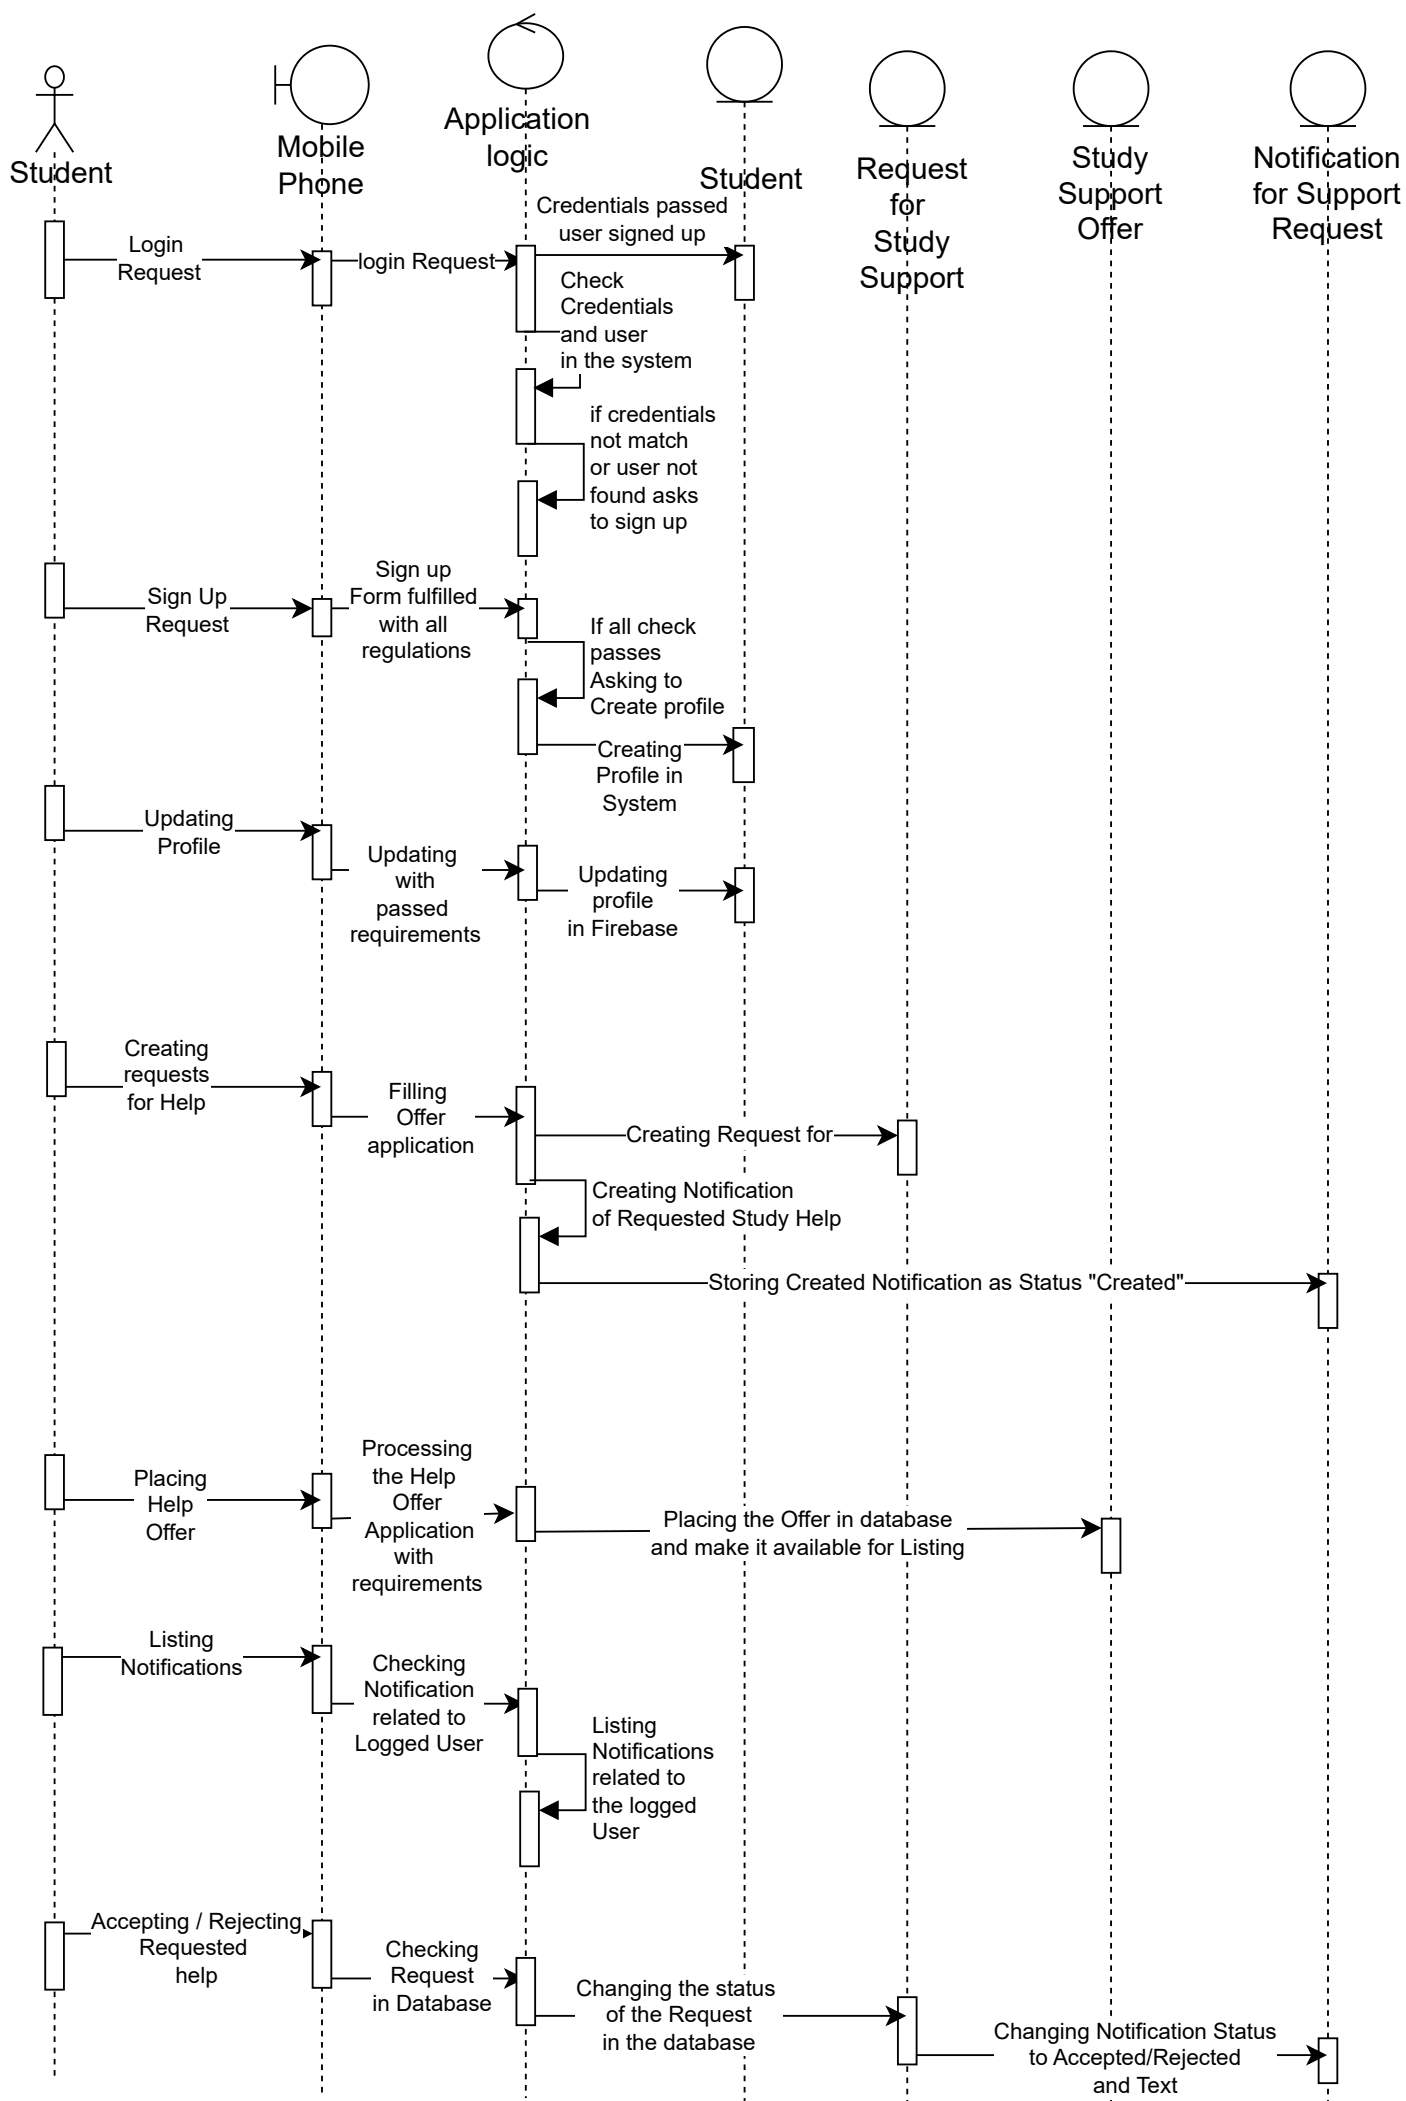 Student
Mobile
Phone
Application
logic
Student
Request
for
Study
Support
Study
Support
Offer
Notification
for Support
Request
Login
Request
login Request
Credentials passed
user signed up
Check
Credentials
and user
in the system
if credentials
not match
or user not
found asks
to sign up
Sign Up
Request
Sign up
Form fulfilled
with all
regulations
If all check
passes
Asking to
Create profile
Creating
Profile in
System
Updating
Profile
Updating
with
passed
requirements
Updating
profile
in Firebase
Creating
requests
for Help
Filling
Offer
application
Creating Request for
Creating Notification
of Requested Study Help
Storing Created Notification as Status "Created"
Placing
Help
Offer
Processing
the Help
Offer
Application
with
requirements
Placing the Offer in database
and make it available for Listing
Listing
Notifications
Checking
Notification
related to
Logged User
Listing
Notifications
related to
the logged
User
Accepting / Rejecting
Requested
help
Checking
Request
in Database
Changing the status
of the Request
in the database
Changing Notification Status
to Accepted/Rejected
and Text